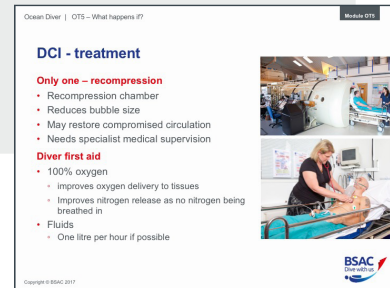 Ocean Diver | OT5 – What happens if?
Module OT5
DCI - treatment
Only one – recompression
• Recompression chamber
• Reduces bubble size
• May restore compromised circulation
• Needs specialist medical supervision
Diver first aid
• 100% oxygen
◦ improves oxygen delivery to tissues
◦ Improves nitrogen release as no nitrogen being
breathed in
• Fluids
◦ One litre per hour if possible
BSAC
Dive with us
Copyright © BSAC 2017